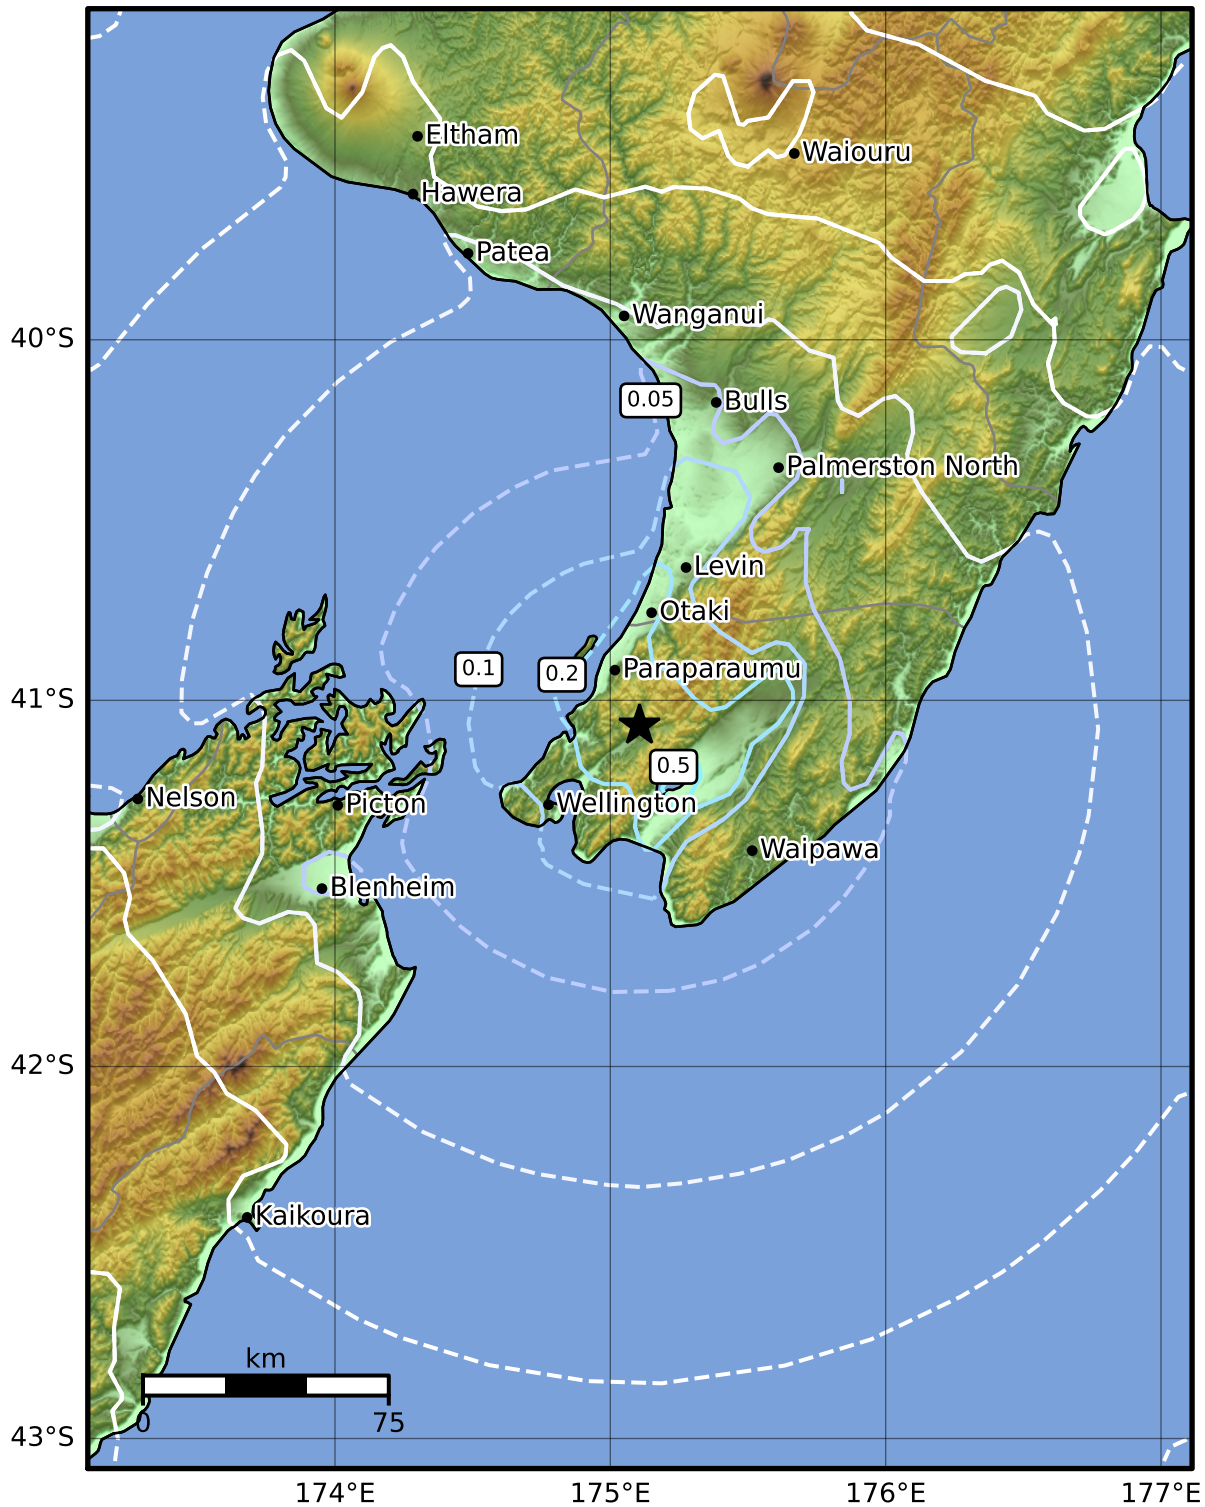 Eltham
Waiouru
Hawera
Patea
Wanganui
40°S
0.05
Bulls
Palmerston North
Levin
Otaki
0.1
0.2
Paraparaumu
41°S
0.5
Nelson
Picton
Wellington
Waipawa
Blenheim
42°S
Kaikoura
km
0 75
43°S
174°E 175°E 176°E 177°E